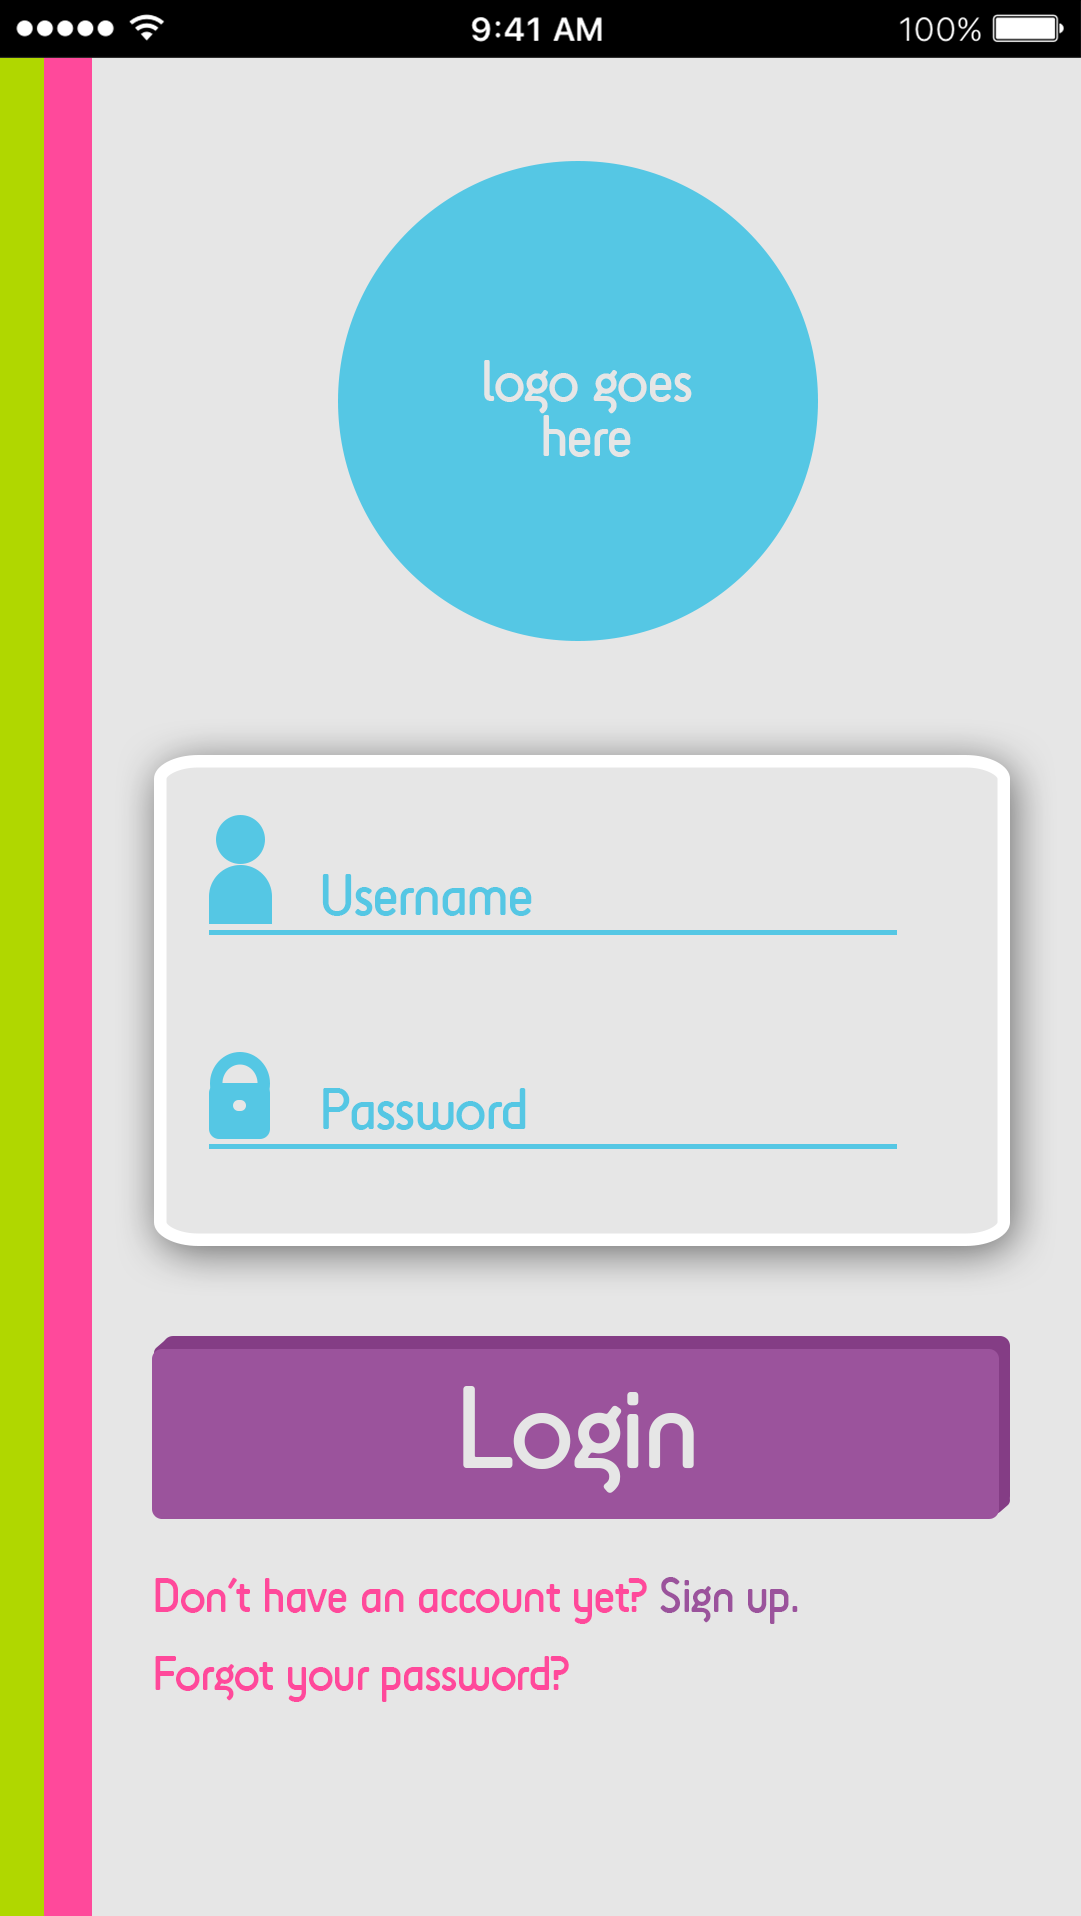 9:41 AM
100%
logo goes
here
Username
Password
Login
Don't have an account yet? Sign up.
Forgot your password?